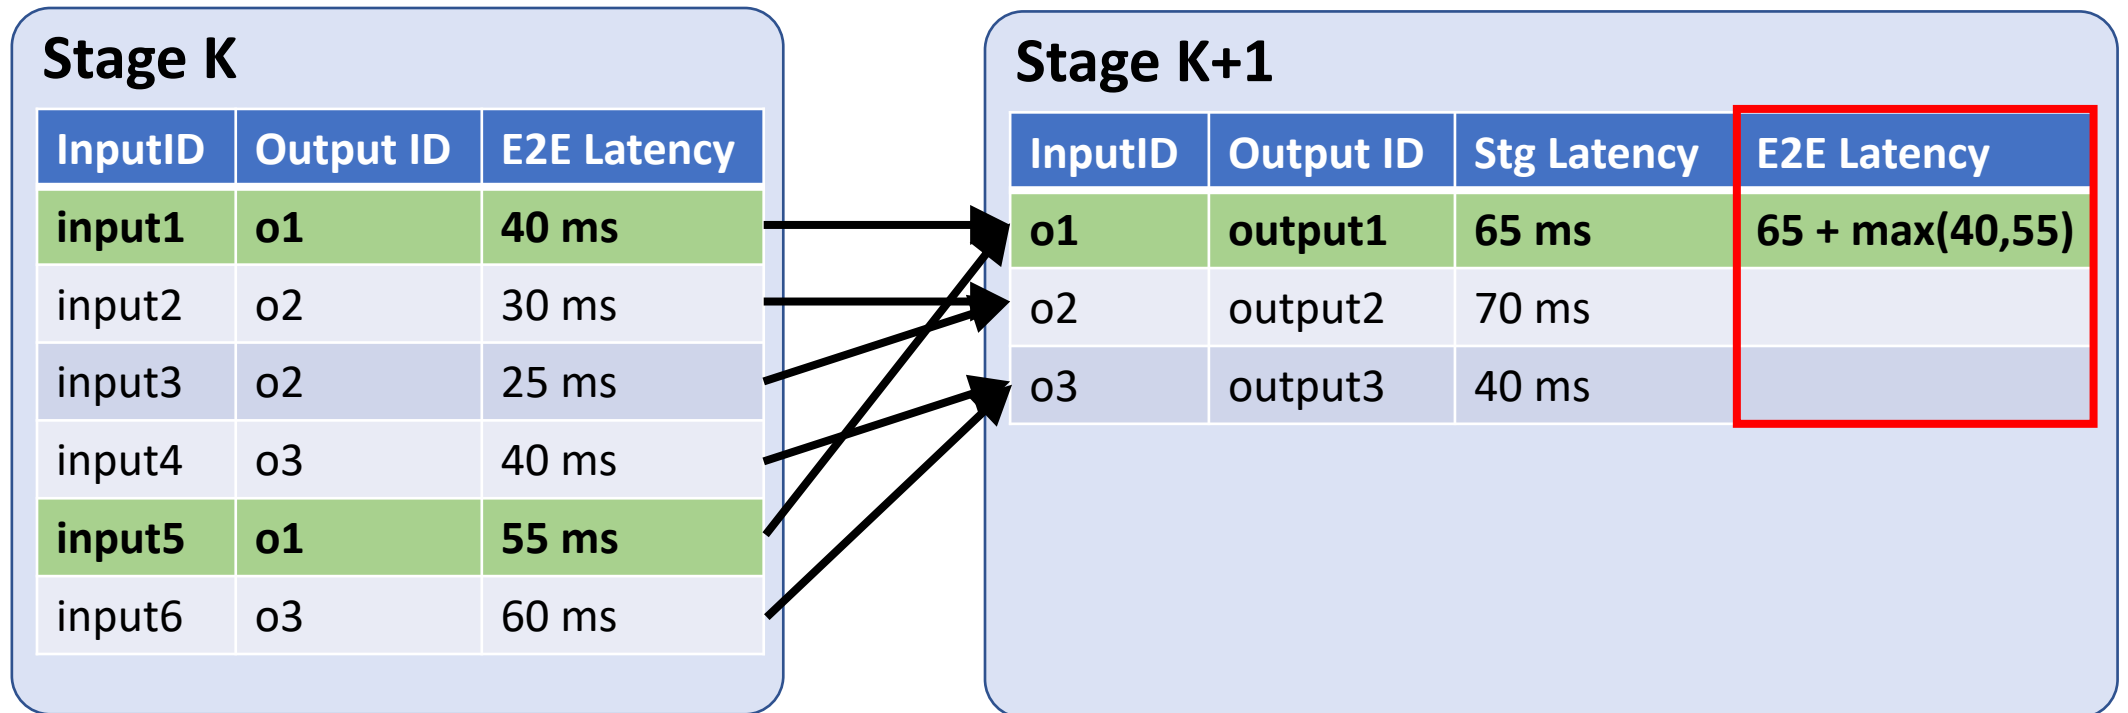 Stage K
InputID Output ID E2E Latency
input1 o1 40 ms
input2 o2 30 ms
input3 o2 25 ms
input4 o3 40 ms
input5 o1 55 ms
input6 o3 60 ms
Stage K+1
InputID Output ID Stg Latency E2E Latency
o1 output1 65 ms 65 + max(40,55)
o2 output2 70 ms
o3 output3 40 ms